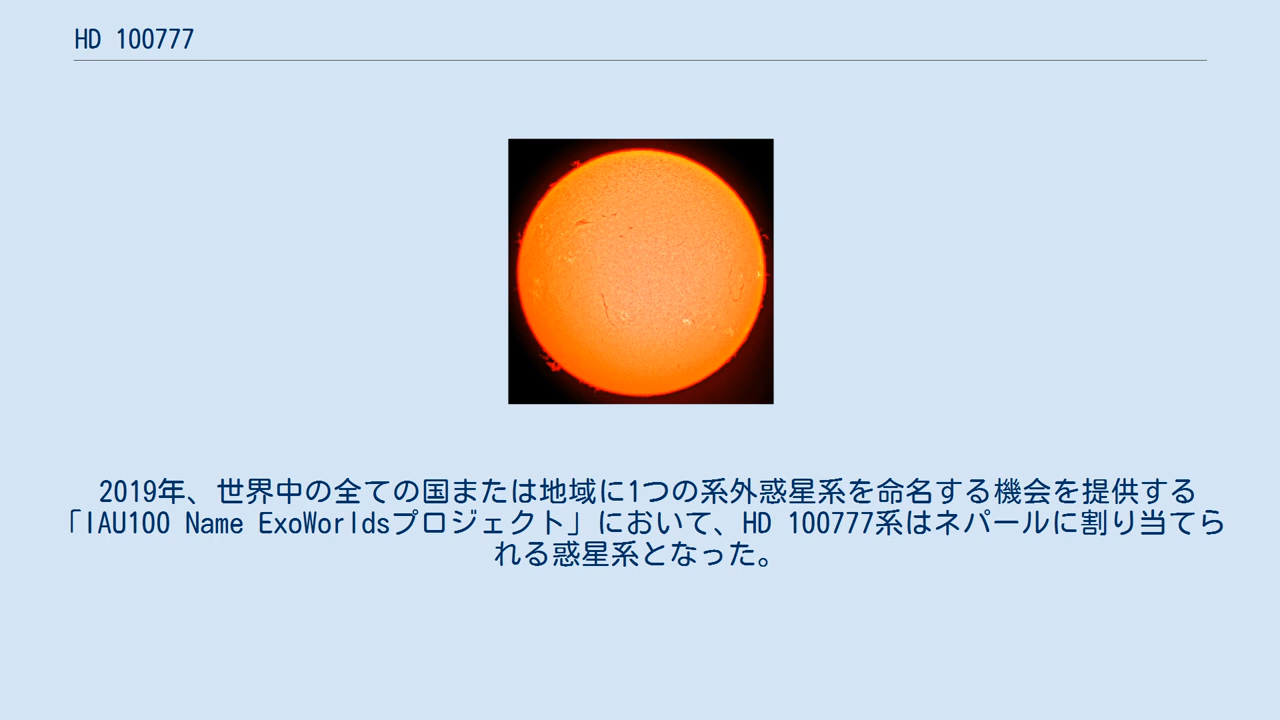 HD 100777
2019年、世界中の全ての国または地域に1つの系外惑星系を命名する機会を提供する
「IAU100 Name ExoWorldsプロジェクト」において、HD 100777系はネパールに割り当てら
れる惑星系となった。